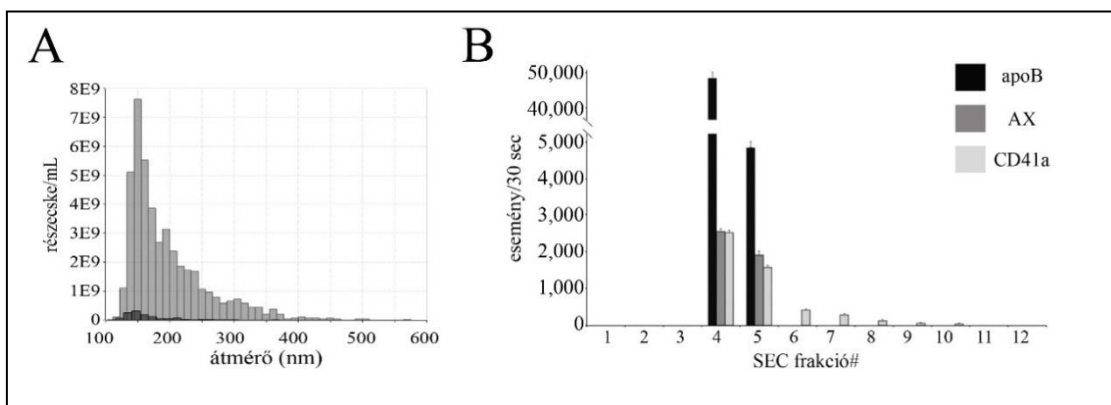 A
8E9
7E9
6E9
5E9
4E9
3E9
2E9
1E9
0
részecske/mL
100 200 300 400 500 600
átmérő (nm)
B
50,000
40,000
5,000
4,000
3,000
2,000
1,000
0
esemény/30 sec
1 2 3 4 5 6 7 8 9 10 11 12
SEC frakció#
apoB
AX
CD41a